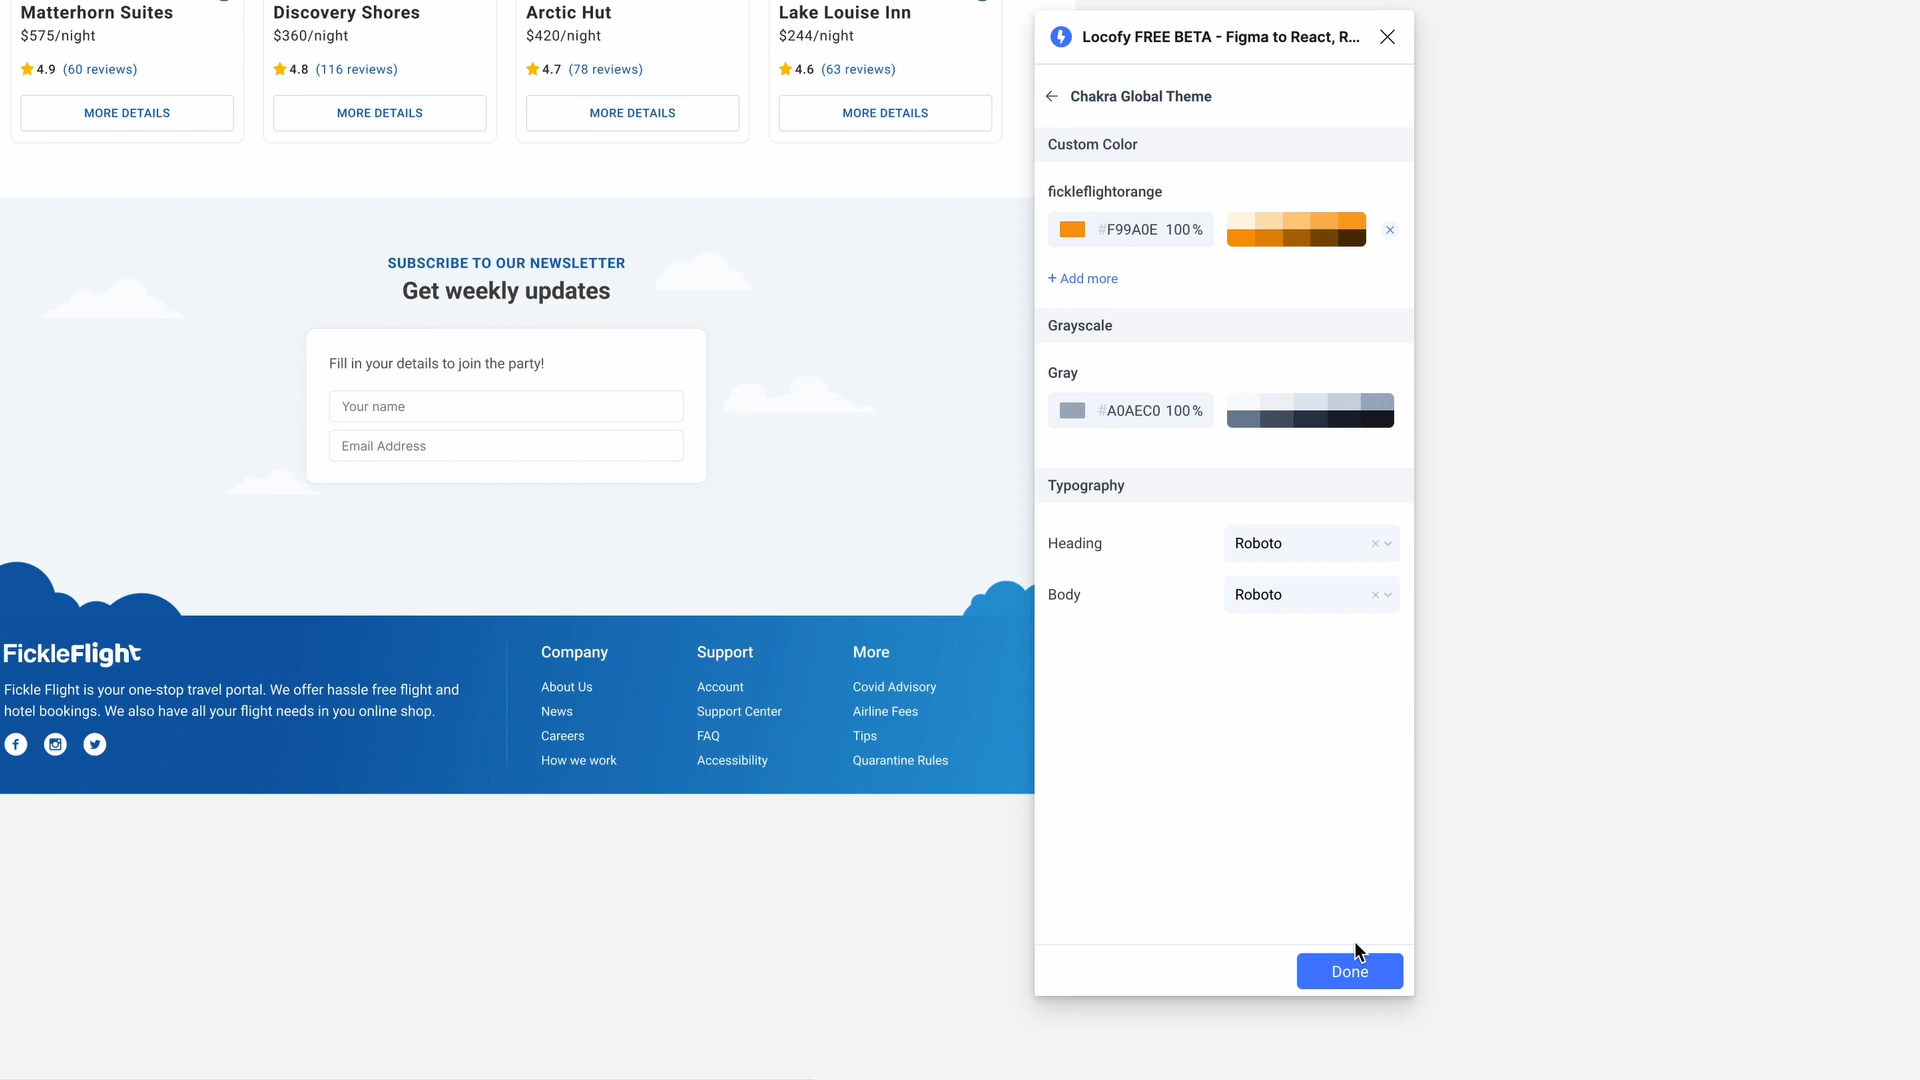 Matterhorn Suites
$575/night
4.9 (60 reviews)
MORE DETAILS
Discovery Shores
$360/night
4.8 (116 reviews)
MORE DETAILS
Arctic Hut
$420/night
4.7 (78 reviews)
MORE DETAILS
Lake Louise Inn
$244/night
4.6 (63 reviews)
MORE DETAILS
SUBSCRIBE TO OUR NEWSLETTER
Get weekly updates
Fill in your details to join the party!
Your name
Email Address
FickleFlight
Fickle Flight is your one-stop travel portal. We offer hassle free flight and
hotel bookings. We also have all your flight needs in you online shop.
Company
About Us
News
Careers
How we work
Support
Account
Support Center
FAQ
Accessibility
More
Covid Advisory
Airline Fees
Tips
Quarantine Rules
Locofy FREE BETA - Figma to React, R...
Chakra Global Theme
Custom Color
fickleflightorange
#F99A0E 100%
+ Add more
Grayscale
Gray
#A0AEC0 100%
Typography
Heading
Roboto
Body
Roboto
Done